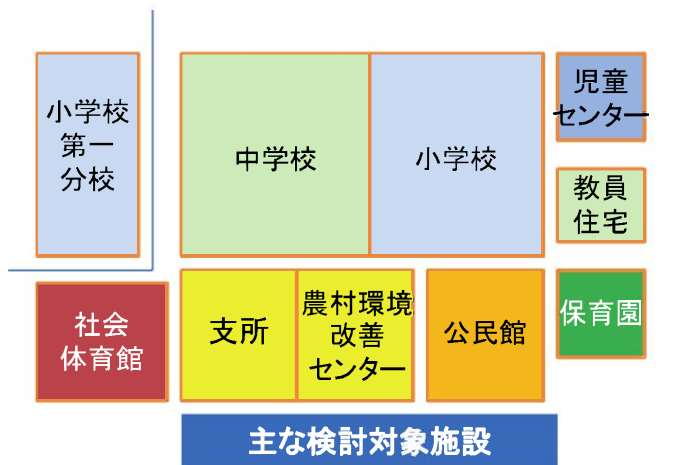 小学校
第一
分校
中学校
小学校
児童
センター
教員
住宅
社会
体育館
支所
農村環境
改善
センター
公民館
保育園
主な検討対象施設